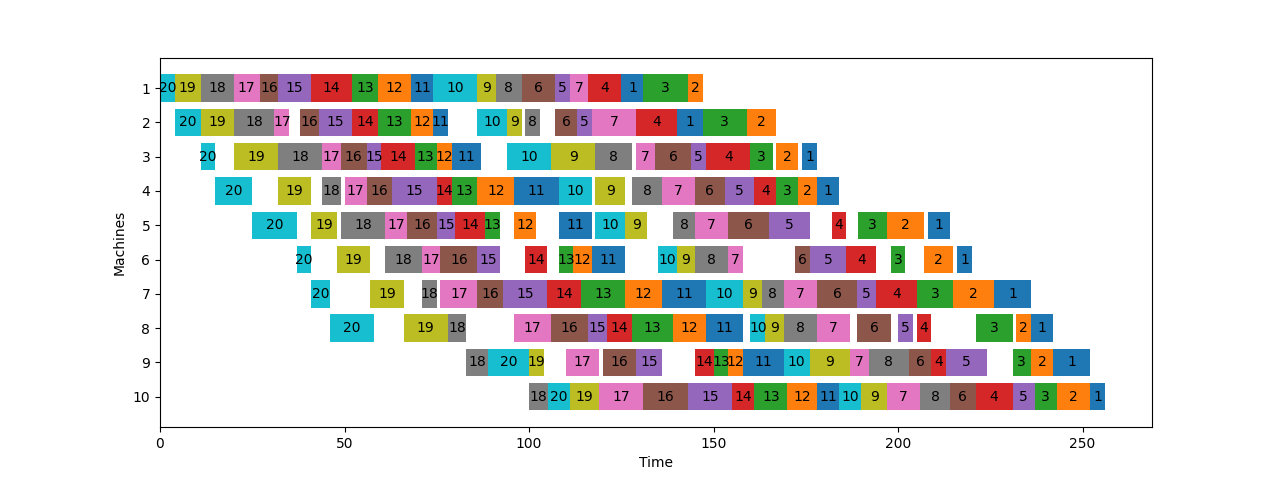 1 20 19 18 17 16 15 14 13 12 11 10 9 8 6 5 7 4 1 3 2
2 20 19 18 17 16 15 14 13 12 11 10 9 8 6 5 7 4 1 3 2
3 20 19 18 17 16 15 14 13 12 11 10 9 8 7 6 5 4 3 2 1
4 20 19 18 17 16 15 14 13 12 11 10 9 8 7 6 5 4 3 2 1
5 20 19 18 17 16 15 14 13 12 11 10 9 8 7 6 5 4 3 2 1
6 20 19 18 17 16 15 14 13 12 11 10 9 8 7 6 5 4 3 2 1
7 20 19 18 17 16 15 14 13 12 11 10 9 8 7 6 5 4 3 2 1
8 20 19 18 17 16 15 14 13 12 11 10 9 8 7 6 5 4 3 2 1
9 18 20 19 17 16 15 14 13 12 11 10 9 7 8 6 4 5 3 2 1
10 18 20 19 17 16 15 14 13 12 11 10 9 7 8 6 4 5 3 2 1
0 50 100 150 200 250
Time
Machines